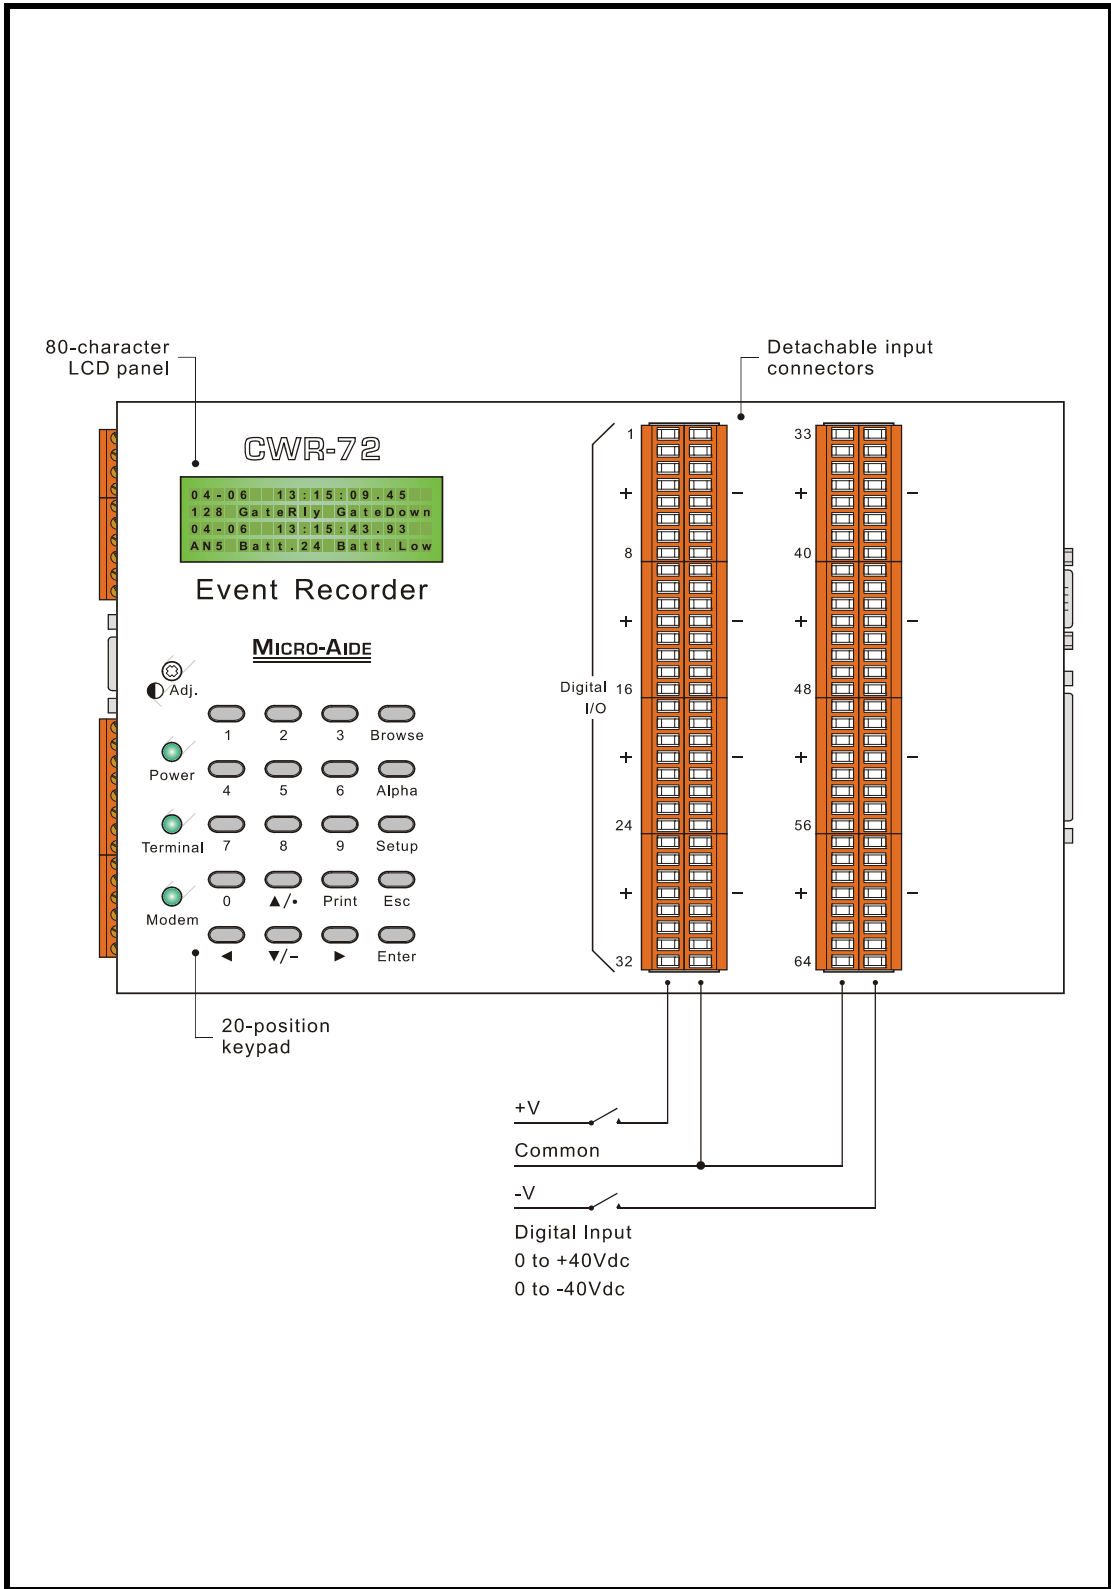 80-character
LCD panel
Detachable input
connectors
CWR-72
04-06 13:15:09.45
128 GateRly GateDown
04-06 13:15:43.93
AN5 Batt.24 Batt.Low
Event Recorder
MICRO-AIDE
Adj.
Power
Terminal
Modem
1 2 3 Browse
4 5 6 Alpha
7 8 9 Setup
0 ▲/• Print Esc
◄ ▼/– ► Enter
20-position
keypad
Digital
I/O
1
+ –
8
+ –
16
+ –
24
+ –
32
33
+ –
40
+ –
48
+ –
56
+ –
64
+V
Common
-V
Digital Input
0 to +40Vdc
0 to -40Vdc